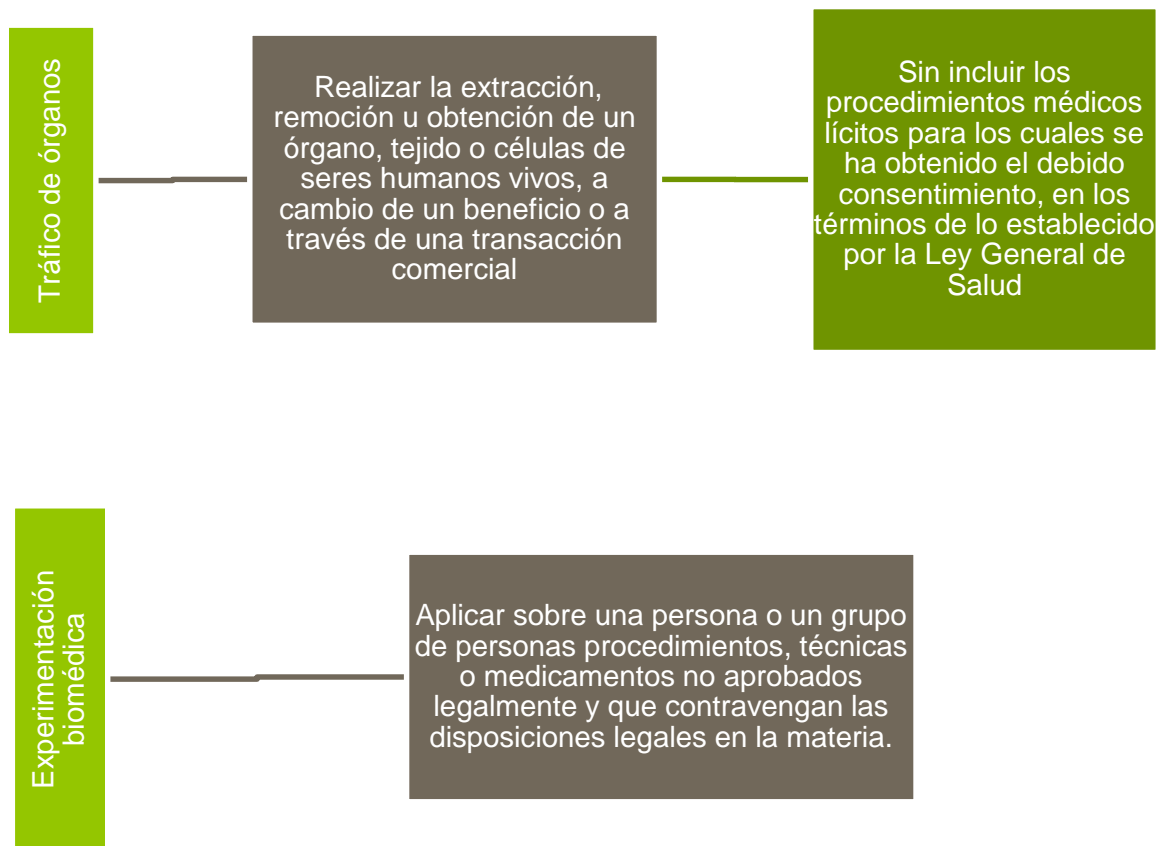 Tráfico de órganos
Realizar la extracción,
remoción u obtención de un
órgano, tejido o células de
seres humanos vivos, a
cambio de un beneficio o a
través de una transacción
comercial
Sin incluir los
procedimientos médicos
lícitos para los cuales se
ha obtenido el debido
consentimiento, en los
términos de lo establecido
por la Ley General de
Salud
Experimentación
biomédica
Aplicar sobre una persona o un grupo
de personas procedimientos, técnicas
o medicamentos no aprobados
legalmente y que contravengan las
disposiciones legales en la materia.